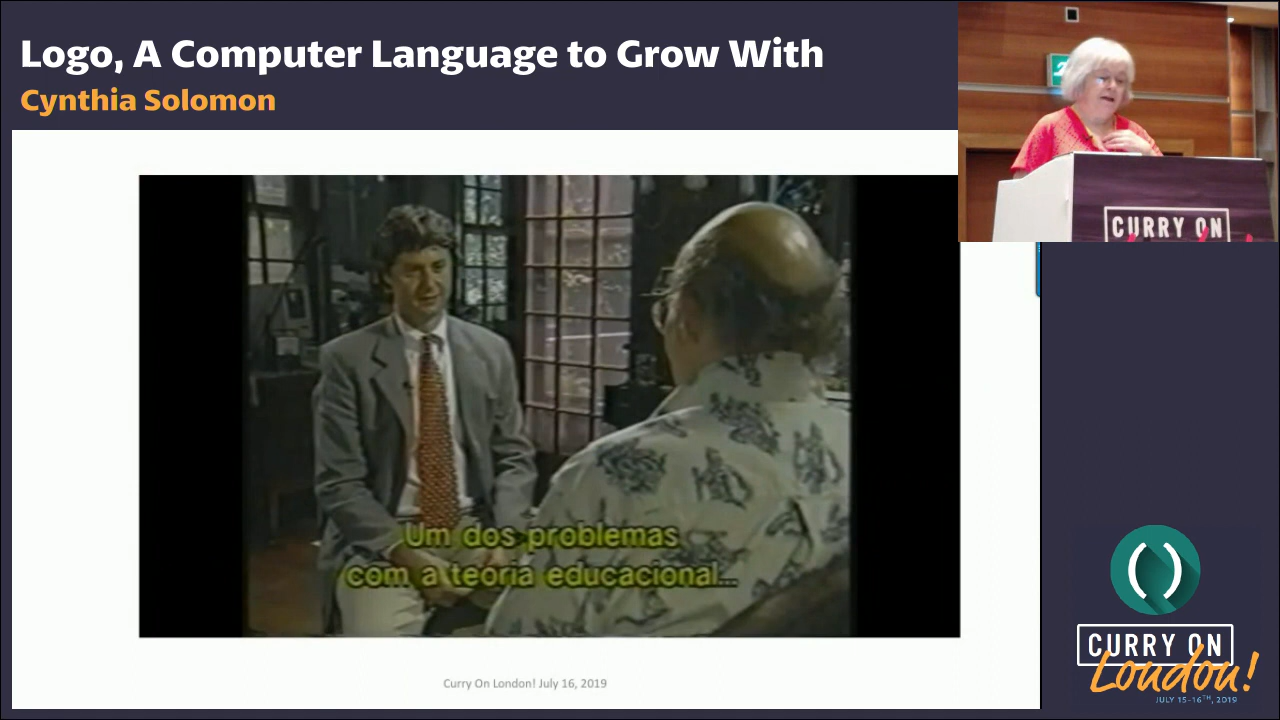 Logo, A Computer Language to Grow With
Cynthia Solomon
CURRY ON
Um dos problemas
com a teoria educacional...
Curry On London! July 16, 2019
()
CURRY ON
London!
JULY 15-16TH, 2019